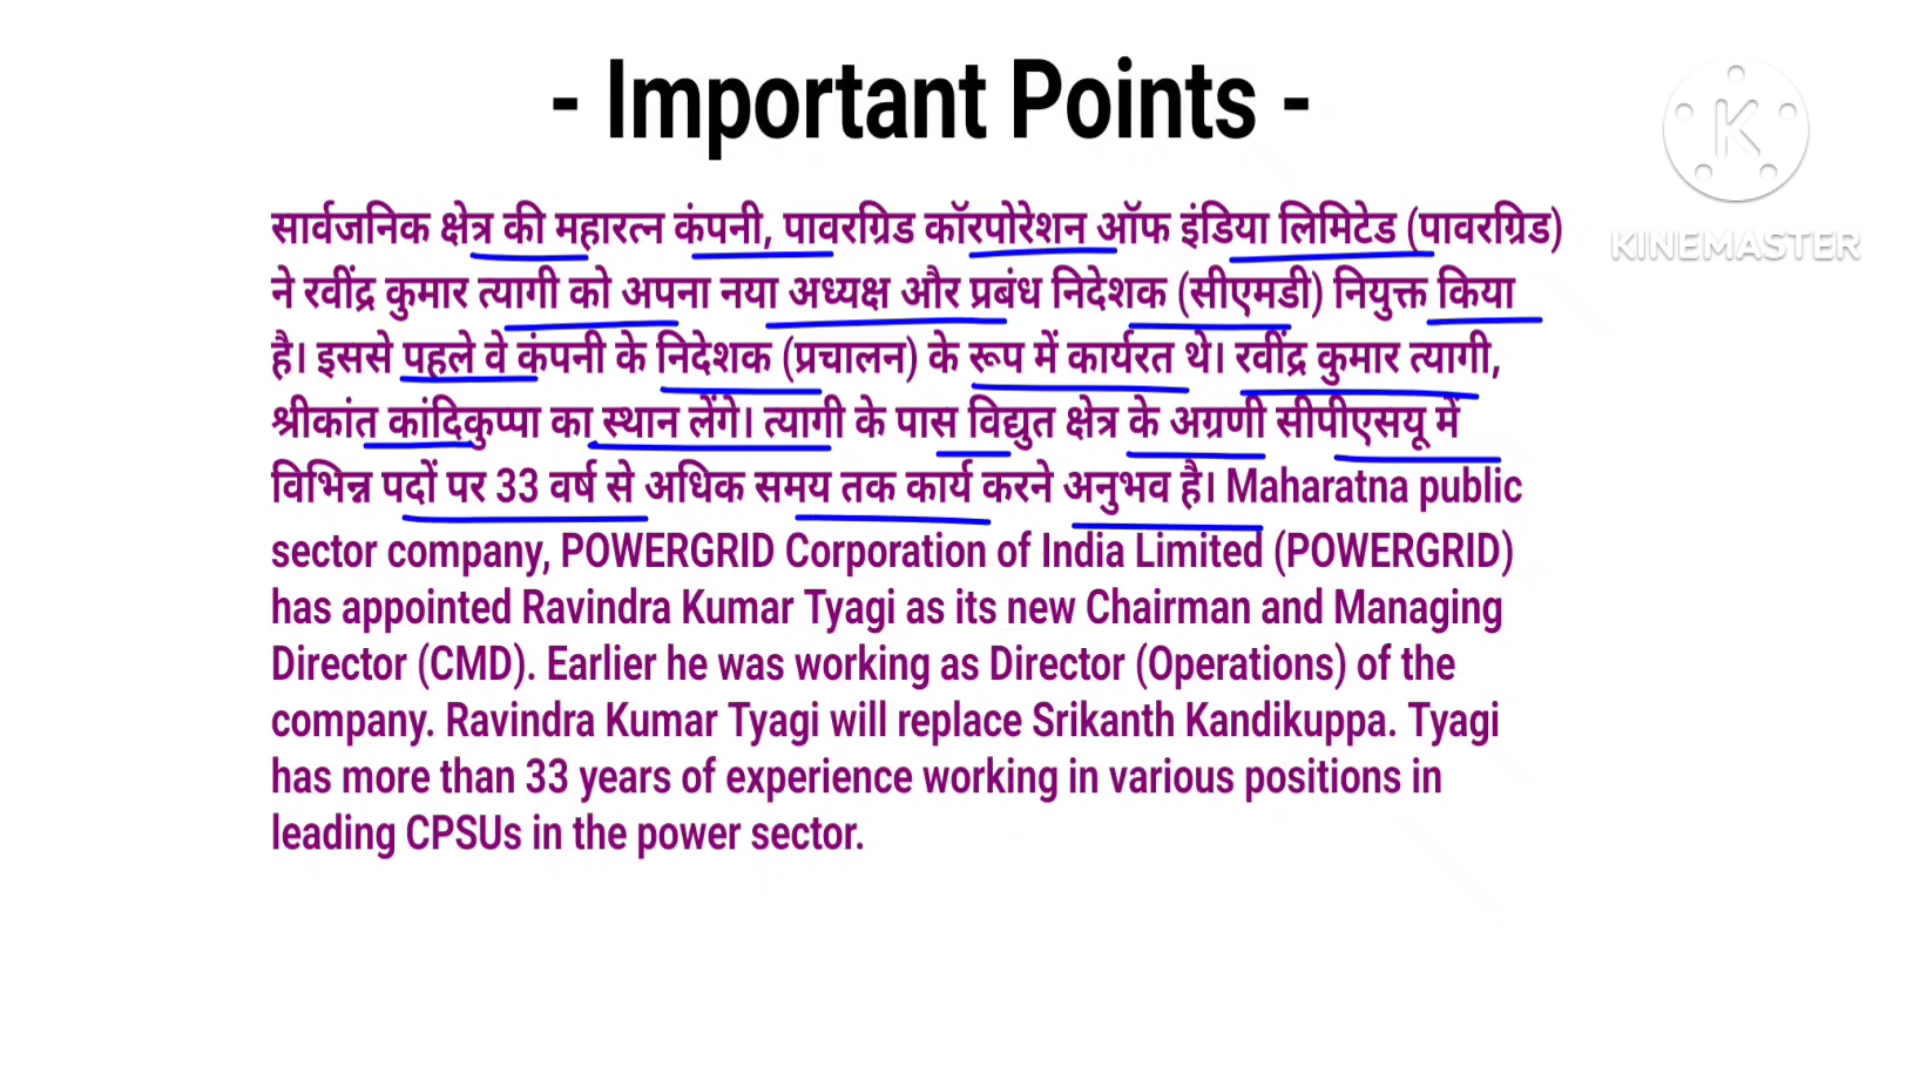 - Important Points -
सार्वजनिक क्षेत्र की महारत्न कंपनी, पावरग्रिड कॉरपोरेशन ऑफ इंडिया लिमिटेड (पावरग्रिड)
ने रवींद्र कुमार त्यागी को अपना नया अध्यक्ष और प्रबंध निदेशक (सीएमडी) नियुक्त किया
है। इससे पहले वे कंपनी के निदेशक (प्रचालन) के रूप में कार्यरत थे। रवींद्र कुमार त्यागी,
श्रीकांत कांदिकुप्पा का स्थान लेंगे। त्यागी के पास विद्युत क्षेत्र के अग्रणी सीपीएसयू में
विभिन्न पदों पर 33 वर्ष से अधिक समय तक कार्य करने अनुभव है। Maharatna public
sector company, POWERGRID Corporation of India Limited (POWERGRID)
has appointed Ravindra Kumar Tyagi as its new Chairman and Managing
Director (CMD). Earlier he was working as Director (Operations) of the
company. Ravindra Kumar Tyagi will replace Srikanth Kandikuppa. Tyagi
has more than 33 years of experience working in various positions in
leading CPSUs in the power sector.
K
KINEMASTER